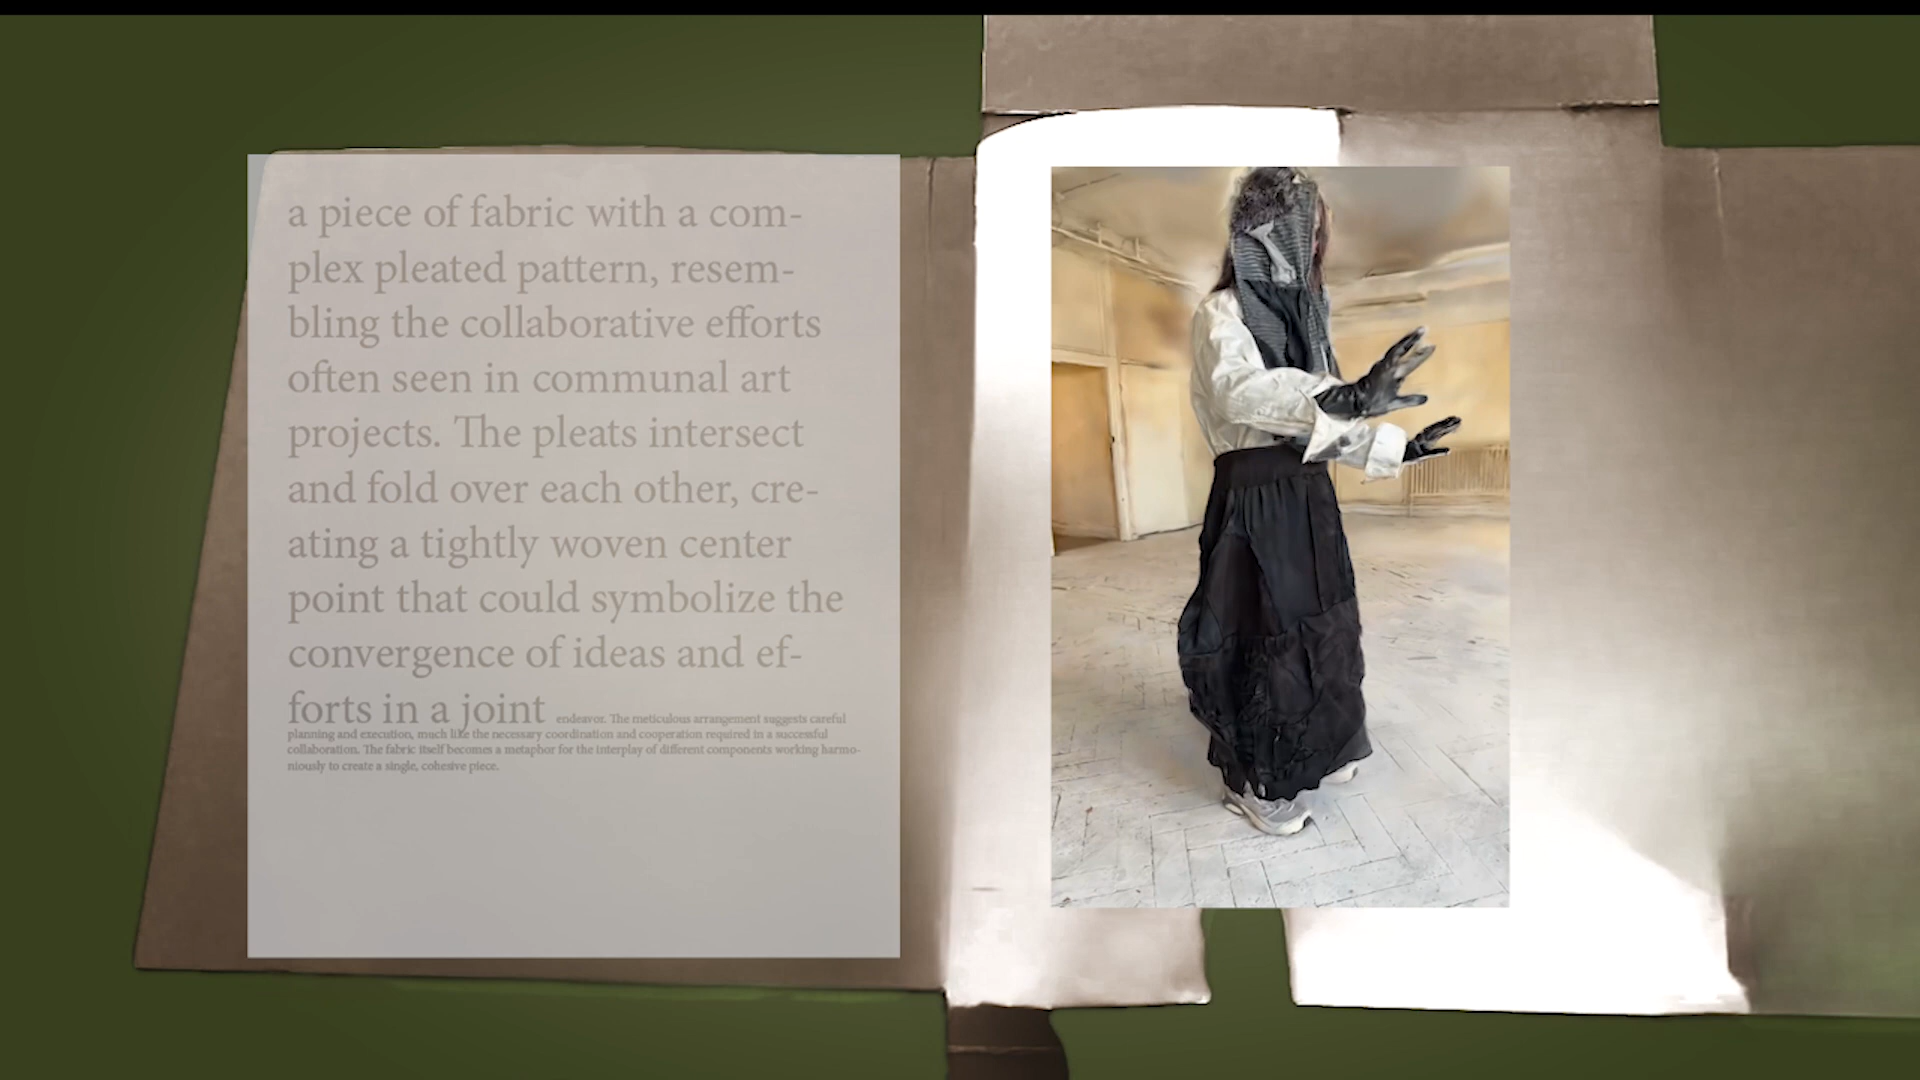 a piece of fabric with a com-
plex pleated pattern, resem-
bling the collaborative efforts
often seen in communal art
projects. The pleats intersect
and fold over each other, cre-
ating a tightly woven center
point that could symbolize the
convergence of ideas and ef-
forts in a joint endeavor. The meticulous arrangement suggests careful
planning and execution, much like the necessary coordination and cooperation required in a successful
collaboration. The fabric itself becomes a metaphor for the interplay of different components working harmo-
niously to create a single, cohesive piece.